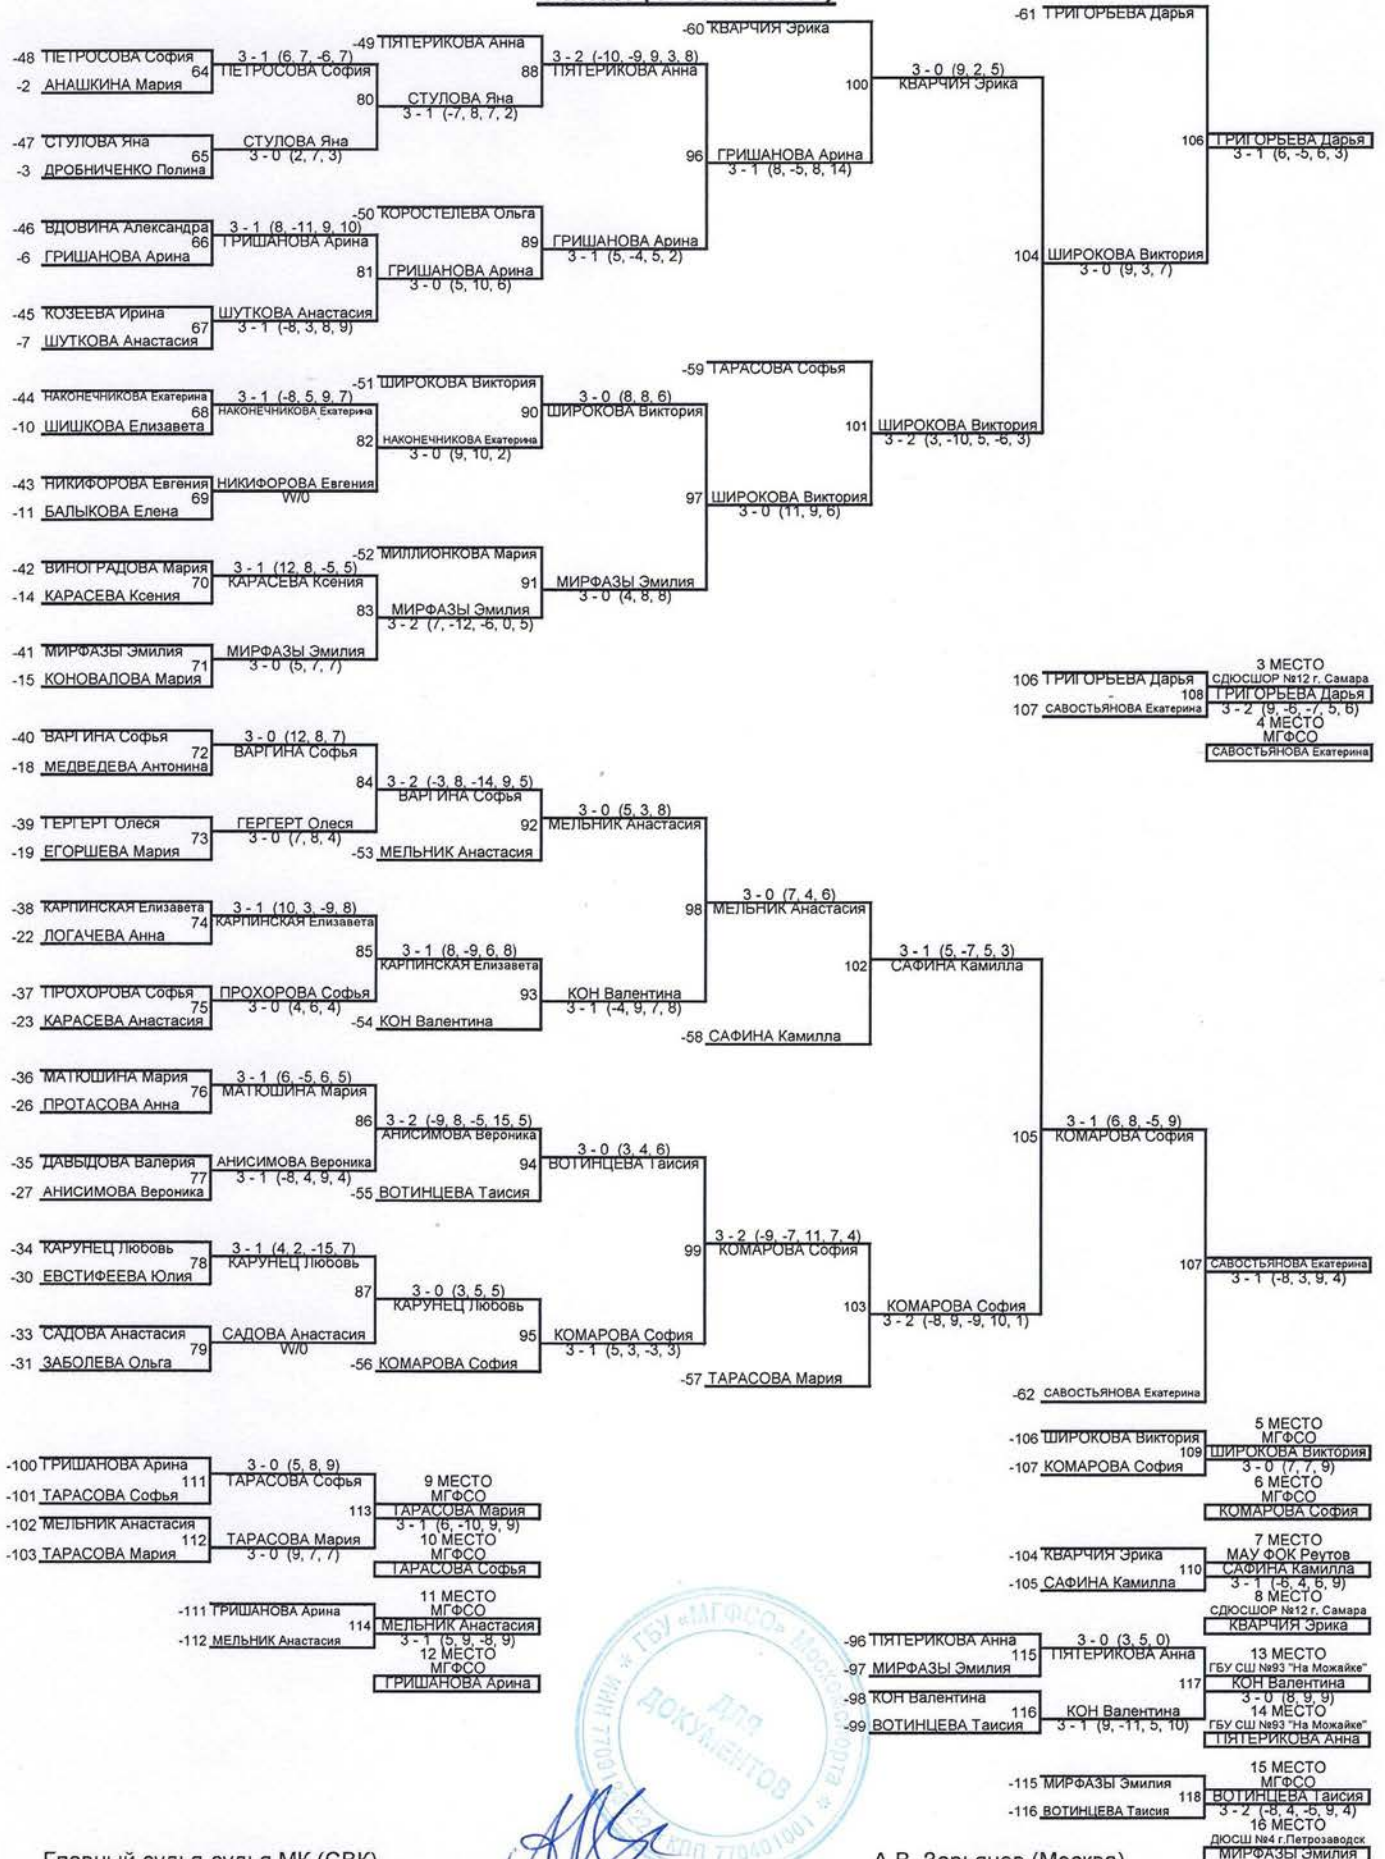 -48 ПЕТРОСОВА София
64
-2 АНАШКИНА Мария
3 - 1 (6, 7, -6, 7)
ПЕТРОСОВА София
-47 СТУЛОВА Яна
65
-3 ДРОБНИЧЕНКО Полина
СТУЛОВА Яна
3 - 0 (2, 7, 3)
-46 ВДОВИНА Александра
66
-6 ГРИШАНОВА Арина
3 - 1 (8, -11, 9, 10)
ГРИШАНОВА Арина
-45 КОЗЕЕВА Ирина
67
-7 ШУТКОВА Анастасия
ШУТКОВА Анастасия
3 - 1 (-8, 3, 8, 9)
-44 НАКОНЕЧНИКОВА Екатерина
68
-10 ШИШКОВА Елизавета
3 - 1 (-8, 5, 9, 7)
НАКОНЕЧНИКОВА Екатерина
-43 НИКИФОРОВА Евгения
69
-11 БАЛЫКОВА Елена
НИКИФОРОВА Евгения
W/0
-42 ВИНОГРАДОВА Мария
70
-14 КАРАСЕВА Ксения
3 - 1 (12, 8, -5, 5)
КАРАСЕВА Ксения
-41 МИРФАЗЫ Эмилия
71
-15 КОНОВАЛОВА Мария
МИРФАЗЫ Эмилия
3 - 0 (5, 7, 7)
-40 ВАРГИНА Софья
72
-18 МЕДВЕДЕВА Антонина
3 - 0 (12, 8, 7)
ВАРГИНА Софья
-39 ГЕРГЕРТ Олеся
73
-19 ЕГОРШЕВА Мария
ГЕРГЕРТ Олеся
3 - 0 (7, 8, 4)
-38 КАРПИНСКАЯ Елизавета
74
-22 ЛОГАЧЕВА Анна
3 - 1 (10, 3, -9, 8)
КАРПИНСКАЯ Елизавета
-37 ПРОХОРОВА Софья
75
-23 КАРАСЕВА Анастасия
ПРОХОРОВА Софья
3 - 0 (4, 6, 4)
-36 МАТЮШИНА Мария
76
-26 ПРОТАСОВА Анна
3 - 1 (6, -5, 6, 5)
МАТЮШИНА Мария
-35 ДАВЫДОВА Валерия
77
-27 АНИСИМОВА Вероника
АНИСИМОВА Вероника
3 - 1 (-8, 4, 9, 4)
-34 КАРУНЕЦ Любовь
78
-30 ЕВСТИФЕЕВА Юлия
3 - 1 (4, 2, -15, 7)
КАРУНЕЦ Любовь
-33 САДОВА Анастасия
79
-31 ЗАБОЛЕВА Ольга
САДОВА Анастасия
W/0
-49 ПЯТЕРИКОВА Анна
88
80
СТУЛОВА Яна
3 - 1 (-7, 8, 7, 2)
3 - 2 (-10, -9, 9, 3, 8)
ПЯТЕРИКОВА Анна
-50 КОРОСТЕЛЕВА Ольга
89
81
ГРИШАНОВА Арина
3 - 0 (5, 10, 6)
ГРИШАНОВА Арина
3 - 1 (5, -4, 5, 2)
-51 ШИРОКОВА Виктория
90
82
НАКОНЕЧНИКОВА Екатерина
3 - 0 (9, 10, 2)
3 - 0 (8, 8, 6)
ШИРОКОВА Виктория
-52 МИЛЛИОНКОВА Мария
91
83
МИРФАЗЫ Эмилия
3 - 2 (7, -12, -6, 0, 5)
МИРФАЗЫ Эмилия
3 - 0 (4, 8, 8)
84
3 - 2 (-3, 8, -14, 9, 5)
ВАРГИНА Софья
92
-53 МЕЛЬНИК Анастасия
3 - 0 (5, 3, 8)
МЕЛЬНИК Анастасия
85
3 - 1 (8, -9, 6, 8)
КАРПИНСКАЯ Елизавета
93
-54 КОН Валентина
КОН Валентина
3 - 1 (-4, 9, 7, 8)
86
3 - 2 (-9, 8, -5, 15, 5)
АНИСИМОВА Вероника
94
-55 ВОТИНЦЕВА Таисия
3 - 0 (3, 4, 6)
ВОТИНЦЕВА Таисия
87
3 - 0 (3, 5, 5)
КАРУНЕЦ Любовь
95
-56 КОМАРОВА София
КОМАРОВА София
3 - 1 (5, 3, -3, 3)
-60 КВАРЧИЯ Эрика
100
96
ГРИШАНОВА Арина
3 - 1 (8, -5, 8, 14)
3 - 0 (9, 2, 5)
КВАРЧИЯ Эрика
-59 ТАРАСОВА Софья
101
97
ШИРОКОВА Виктория
3 - 0 (11, 9, 6)
ШИРОКОВА Виктория
3 - 2 (3, -10, 5, -6, 3)
98
3 - 0 (7, 4, 6)
МЕЛЬНИК Анастасия
102
-58 САФИНА Камилла
3 - 1 (5, -7, 5, 3)
САФИНА Камилла
99
3 - 2 (-9, -7, 11, 7, 4)
КОМАРОВА София
103
-57 ТАРАСОВА Мария
КОМАРОВА София
3 - 2 (-8, 9, -9, 10, 1)
-61 ГРИГОРЬЕВА Дарья
106
ГРИГОРЬЕВА Дарья
3 - 1 (6, -5, 6, 3)
104
ШИРОКОВА Виктория
3 - 0 (9, 3, 7)
105
3 - 1 (6, 8, -5, 9)
КОМАРОВА София
107
САВОСТЬЯНОВА Екатерина
3 - 1 (-8, 3, 9, 4)
-62 САВОСТЬЯНОВА Екатерина
106 ГРИГОРЬЕВА Дарья
108
107 САВОСТЬЯНОВА Екатерина
3 МЕСТО
СДЮСШОР №12 г. Самара
ГРИГОРЬЕВА Дарья
3 - 2 (9, -6, -7, 5, 6)
4 МЕСТО
МГФСО
САВОСТЬЯНОВА Екатерина
-106 ШИРОКОВА Виктория
109
-107 КОМАРОВА София
5 МЕСТО
МГФСО
ШИРОКОВА Виктория
3 - 0 (7, 7, 9)
6 МЕСТО
МГФСО
КОМАРОВА София
-104 КВАРЧИЯ Эрика
110
-105 САФИНА Камилла
7 МЕСТО
МАУ ФОК Реутов
САФИНА Камилла
3 - 1 (-6, 4, 6, 9)
8 МЕСТО
СДЮСШОР №12 г. Самара
КВАРЧИЯ Эрика
-100 ГРИШАНОВА Арина
111
-101 ТАРАСОВА Софья
3 - 0 (5, 8, 9)
ТАРАСОВА Софья
-102 МЕЛЬНИК Анастасия
112
-103 ТАРАСОВА Мария
ТАРАСОВА Мария
3 - 0 (9, 7, 7)
113
9 МЕСТО
МГФСО
ТАРАСОВА Мария
3 - 1 (6, -10, 9, 9)
10 МЕСТО
МГФСО
ТАРАСОВА Софья
-111 ГРИШАНОВА Арина
114
-112 МЕЛЬНИК Анастасия
11 МЕСТО
МГФСО
МЕЛЬНИК Анастасия
3 - 1 (5, 9, -8, 9)
12 МЕСТО
МГФСО
ГРИШАНОВА Арина
-96 ПЯТЕРИКОВА Анна
115
-97 МИРФАЗЫ Эмилия
3 - 0 (3, 5, 0)
ПЯТЕРИКОВА Анна
-98 КОН Валентина
116
-99 ВОТИНЦЕВА Таисия
КОН Валентина
3 - 1 (9, -11, 5, 10)
117
13 МЕСТО
ГБУ СШ №93 "На Можайке"
КОН Валентина
3 - 0 (8, 9, 9)
14 МЕСТО
ГБУ СШ №93 "На Можайке"
ПЯТЕРИКОВА Анна
-115 МИРФАЗЫ Эмилия
118
-116 ВОТИНЦЕВА Таисия
15 МЕСТО
МГФСО
ВОТИНЦЕВА Таисия
3 - 2 (-8, 4, -6, 9, 4)
16 МЕСТО
ДЮСШ №4 г.Петрозаводск
МИРФАЗЫ Эмилия
ГБУ «МГФСО» Москомспорта
ДЛЯ
ДОКУМЕНТОВ
КПП 770401001